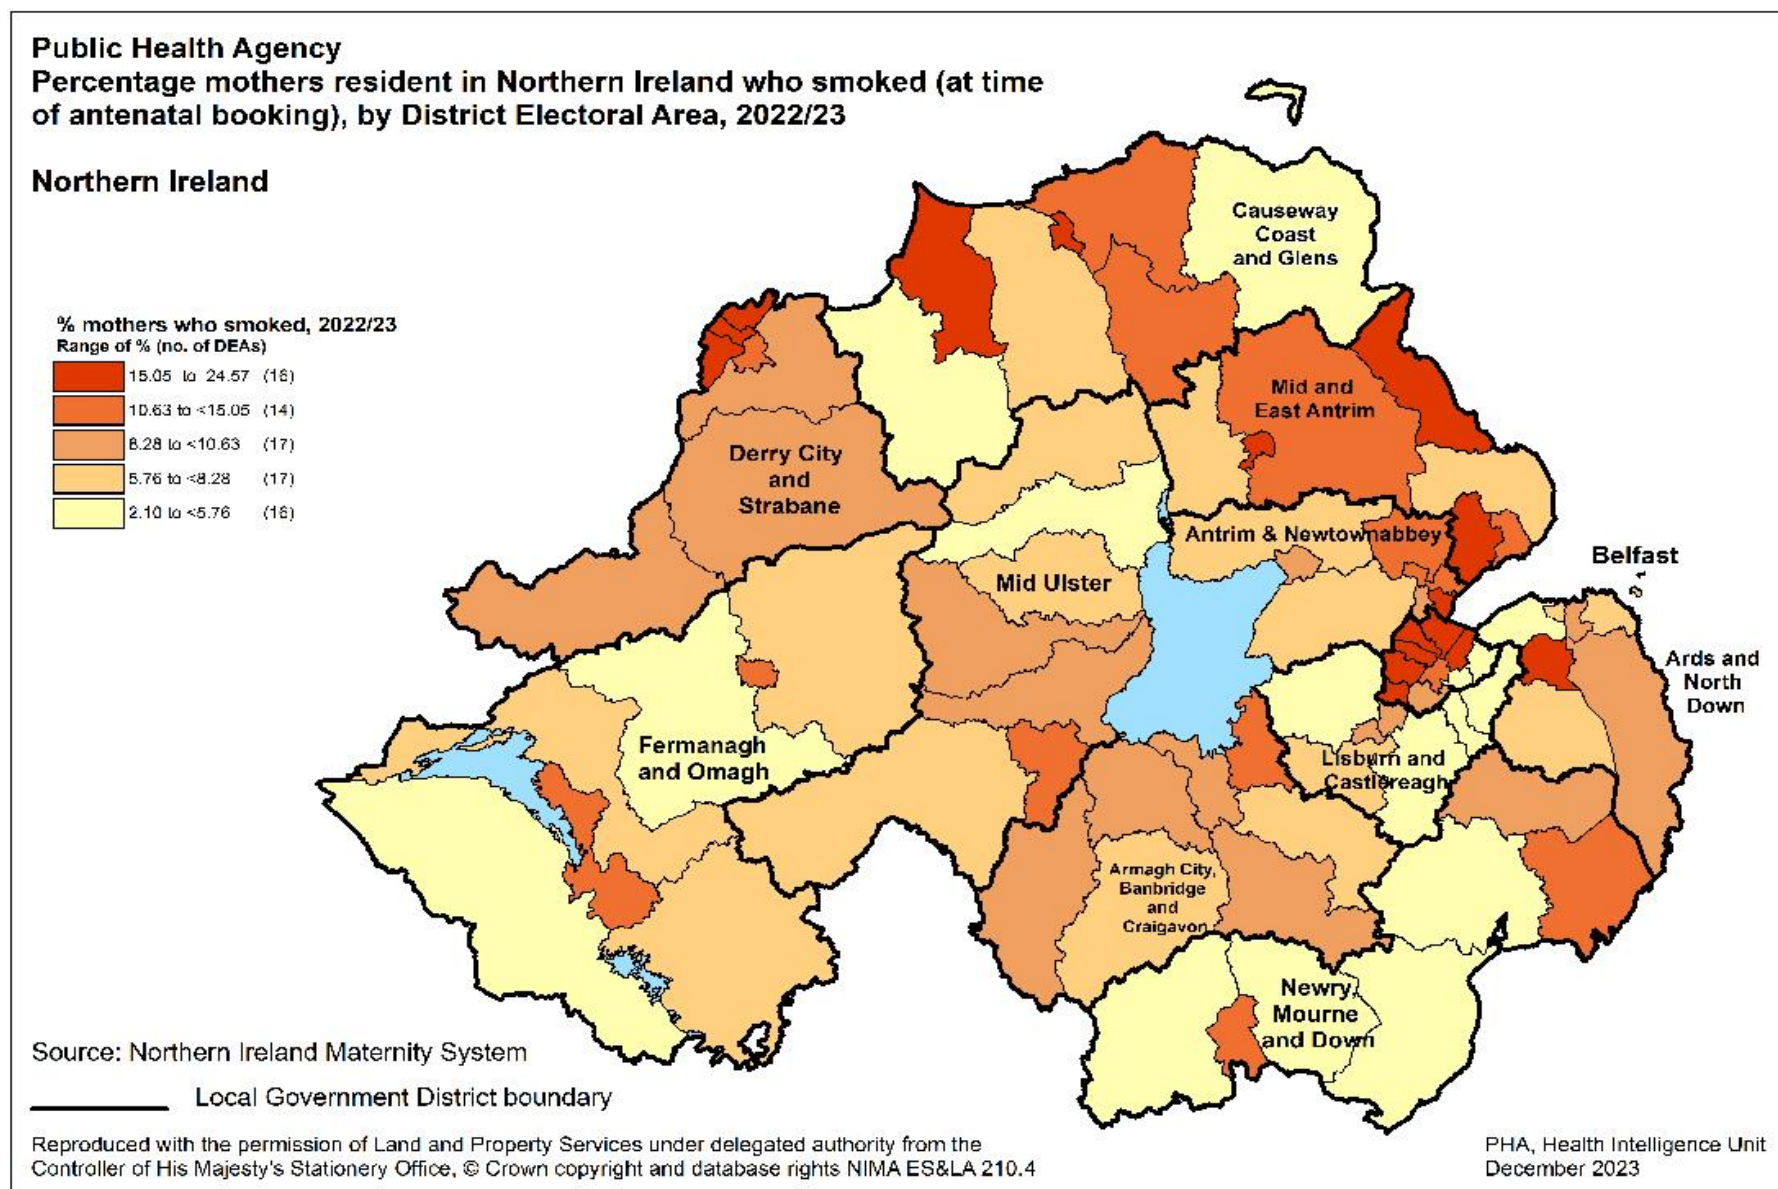 Public Health Agency
Percentage mothers resident in Northern Ireland who smoked (at time
of antenatal booking), by District Electoral Area, 2022/23
Northern Ireland
% mothers who smoked, 2022/23
Range of % (no. of DEAs)
15.05 to 24.57 (16)
10.63 to <15.05 (14)
8.28 to <10.63 (17)
5.76 to <8.28 (17)
2.10 to <5.76 (16)
Causeway
Coast
and Glens
Mid and
East Antrim
Derry City
and
Strabane
Antrim & Newtownabbey
Belfast
Mid Ulster
Ards and
North
Down
Fermanagh
and Omagh
Lisburn and
Castlereagh
Armagh City,
Banbridge
and
Craigavon
Newry,
Mourne
and Down
Source: Northern Ireland Maternity System
Local Government District boundary
Reproduced with the permission of Land and Property Services under delegated authority from the
Controller of His Majesty's Stationery Office, © Crown copyright and database rights NIMA ES&LA 210.4
PHA, Health Intelligence Unit
December 2023